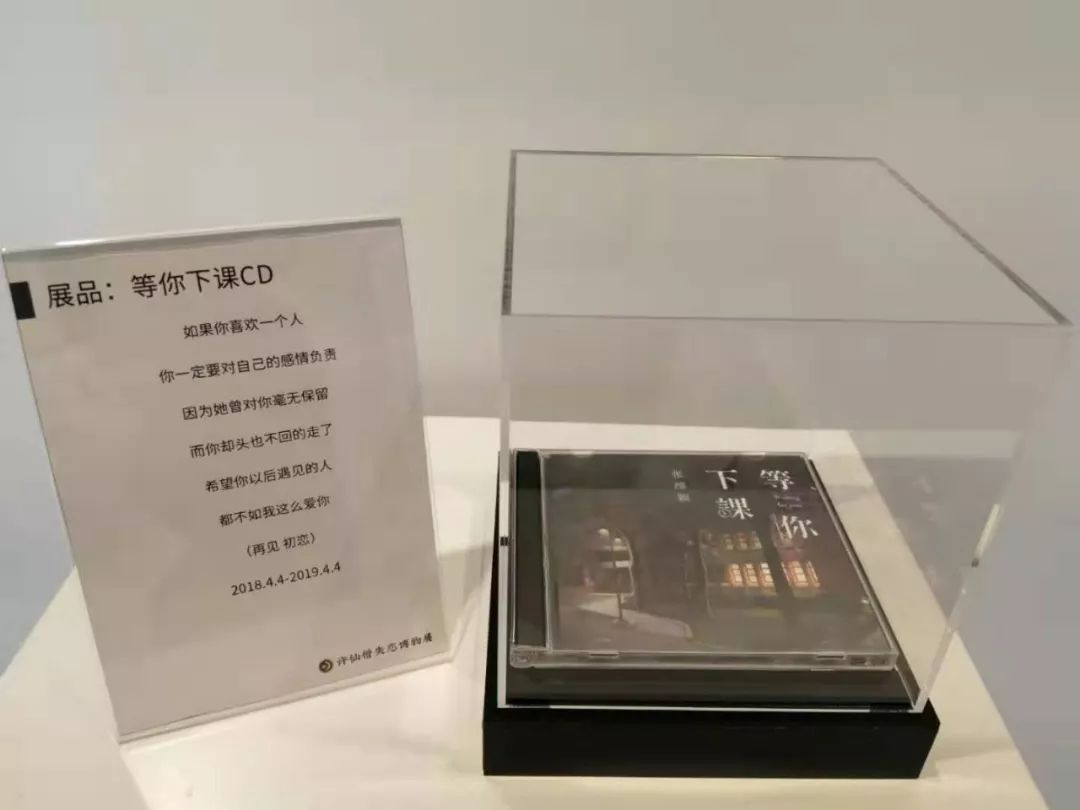 展品：等你下课CD
如果你喜欢一个人
你一定要对自己的感情负责
因为她曾对你毫无保留
而你却头也不回的走了
希望你以后遇见的人
都不如我这么爱你
（再见 初恋）
2018.4.4-2019.4.4
许仙僧失恋博物展
等你
下課